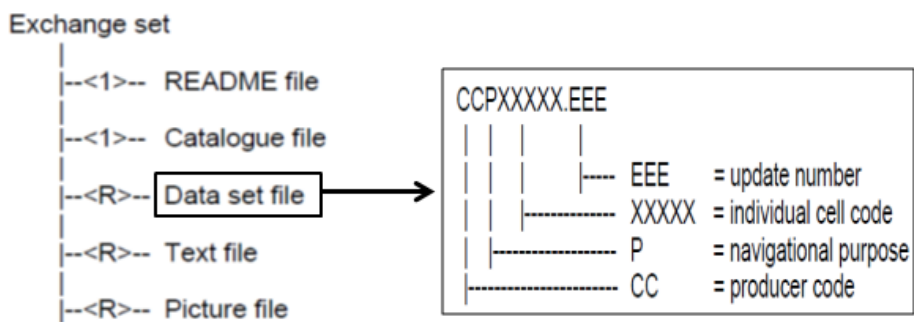 Exchange set
|--<1>-- README file
|--<1>-- Catalogue file
|--<R>-- Data set file
|--<R>-- Text file
|--<R>-- Picture file
CCPXXXXX.EEE
|----- EEE = update number
|-------------- XXXXX = individual cell code
|------------------- P = navigational purpose
|----------------------- CC = producer code